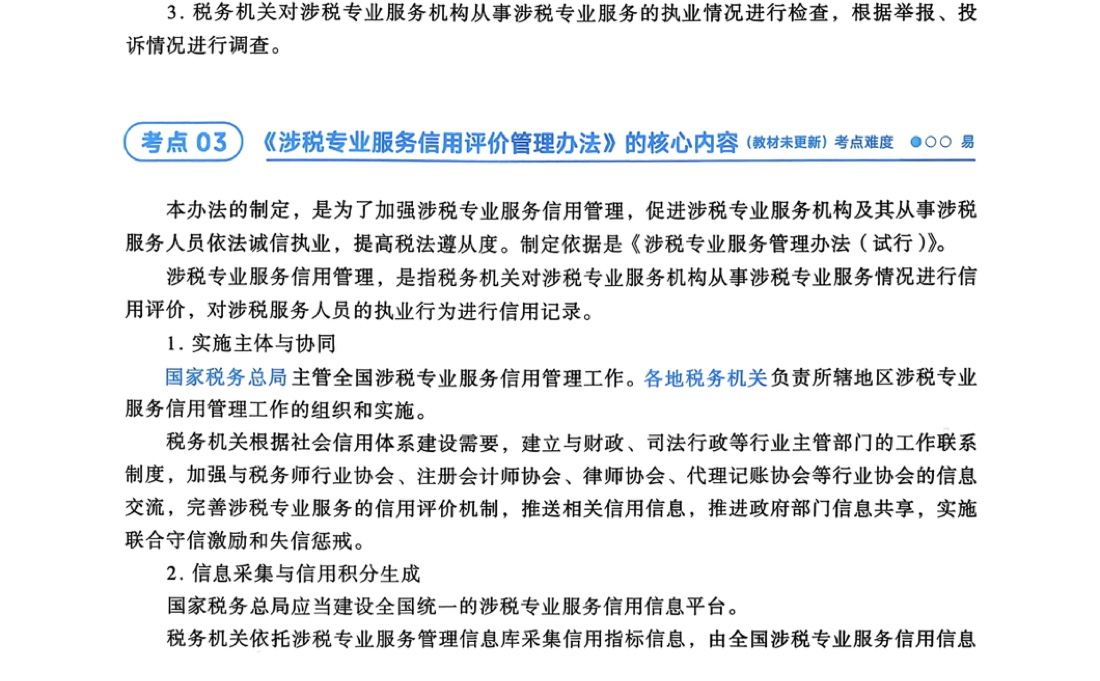 3. 税务机关对涉税专业服务机构从事涉税专业服务的执业情况进行检查，根据举报、投
诉情况进行调查。
考点 03 《涉税专业服务信用评价管理办法》的核心内容（教材未更新）考点难度 ●○○ 易
本办法的制定，是为了加强涉税专业服务信用管理，促进涉税专业服务机构及其从事涉税
服务人员依法诚信执业，提高税法遵从度。制定依据是《涉税专业服务管理办法（试行）》。
涉税专业服务信用管理，是指税务机关对涉税专业服务机构从事涉税专业服务情况进行信
用评价，对涉税服务人员的执业行为进行信用记录。
1. 实施主体与协同
国家税务总局主管全国涉税专业服务信用管理工作。各地税务机关负责所辖地区涉税专业
服务信用管理工作的组织和实施。
税务机关根据社会信用体系建设需要，建立与财政、司法行政等行业主管部门的工作联系
制度，加强与税务师行业协会、注册会计师协会、律师协会、代理记账协会等行业协会的信息
交流，完善涉税专业服务的信用评价机制，推送相关信用信息，推进政府部门信息共享，实施
联合守信激励和失信惩戒。
2. 信息采集与信用积分生成
国家税务总局应当建设全国统一的涉税专业服务信用信息平台。
税务机关依托涉税专业服务管理信息库采集信用指标信息，由全国涉税专业服务信用信息